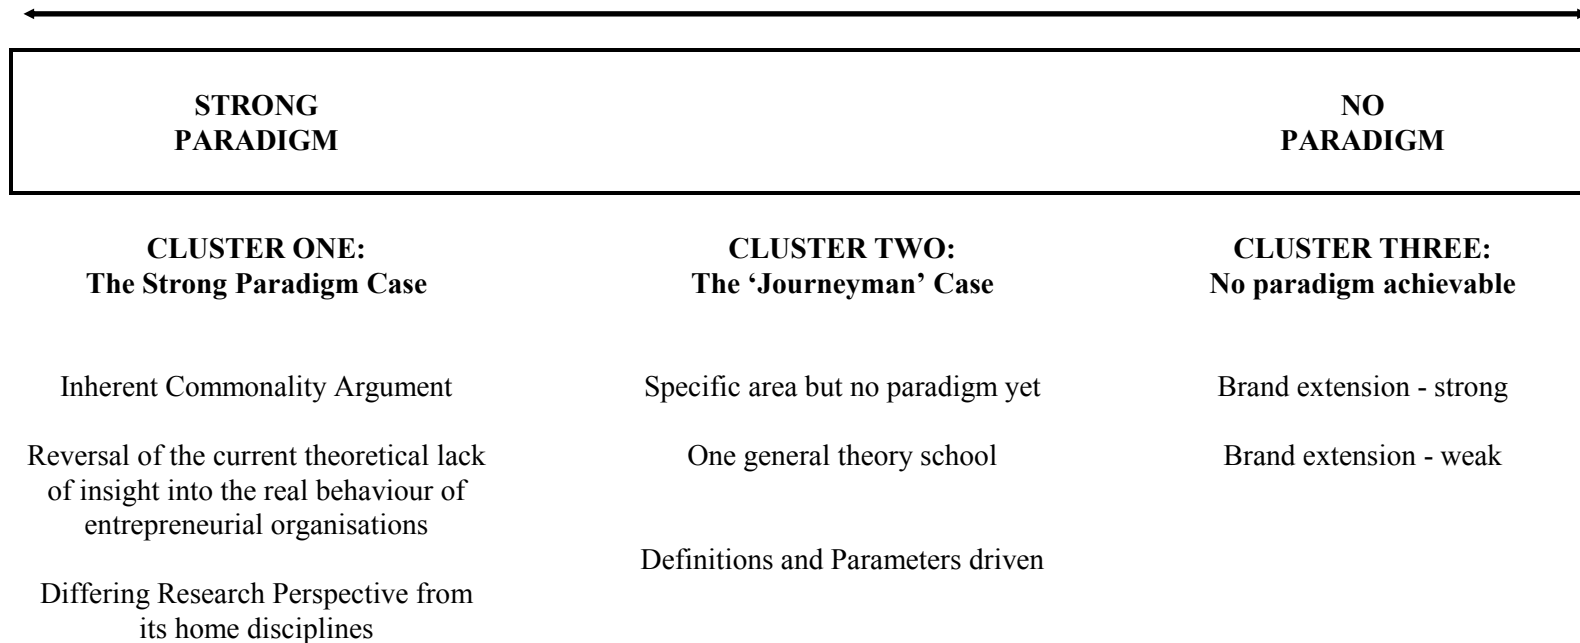 STRONG
PARADIGM
NO
PARADIGM
CLUSTER ONE:
The Strong Paradigm Case
Inherent Commonality Argument
Reversal of the current theoretical lack
of insight into the real behaviour of
entrepreneurial organisations
Differing Research Perspective from
its home disciplines
CLUSTER TWO:
The ‘Journeyman’ Case
Specific area but no paradigm yet
One general theory school
Definitions and Parameters driven
CLUSTER THREE:
No paradigm achievable
Brand extension - strong
Brand extension - weak